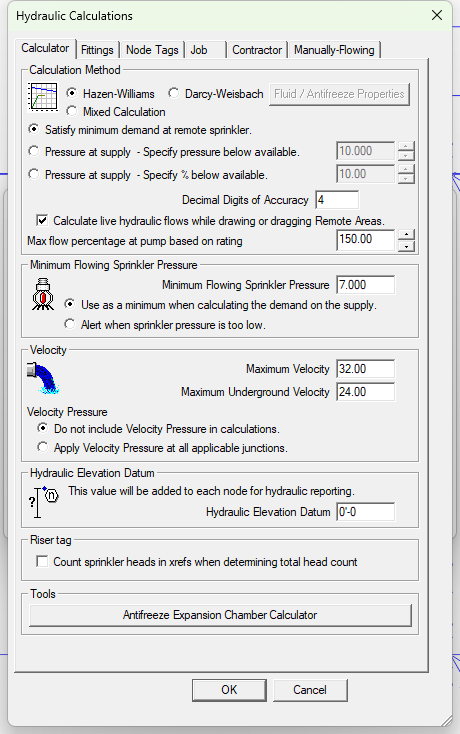 Hydraulic Calculations
Calculator Fittings Node Tags Job Contractor Manually-Flowing
Calculation Method
Hazen-Williams Darcy-Weisbach Fluid / Antifreeze Properties
Mixed Calculation
Satisfy minimum demand at remote sprinkler.
Pressure at supply - Specify pressure below available. 10.000
Pressure at supply - Specify % below available. 10.00
Decimal Digits of Accuracy 4
Calculate live hydraulic flows while drawing or dragging Remote Areas.
Max flow percentage at pump based on rating 150.00
Minimum Flowing Sprinkler Pressure
Minimum Flowing Sprinkler Pressure 7.000
Use as a minimum when calculating the demand on the supply.
Alert when sprinkler pressure is too low.
Velocity
Maximum Velocity 32.00
Maximum Underground Velocity 24.00
Velocity Pressure
Do not include Velocity Pressure in calculations.
Apply Velocity Pressure at all applicable junctions.
Hydraulic Elevation Datum
This value will be added to each node for hydraulic reporting.
? n
Hydraulic Elevation Datum 0'-0
Riser tag
Count sprinkler heads in xrefs when determining total head count
Tools
Antifreeze Expansion Chamber Calculator
OK Cancel